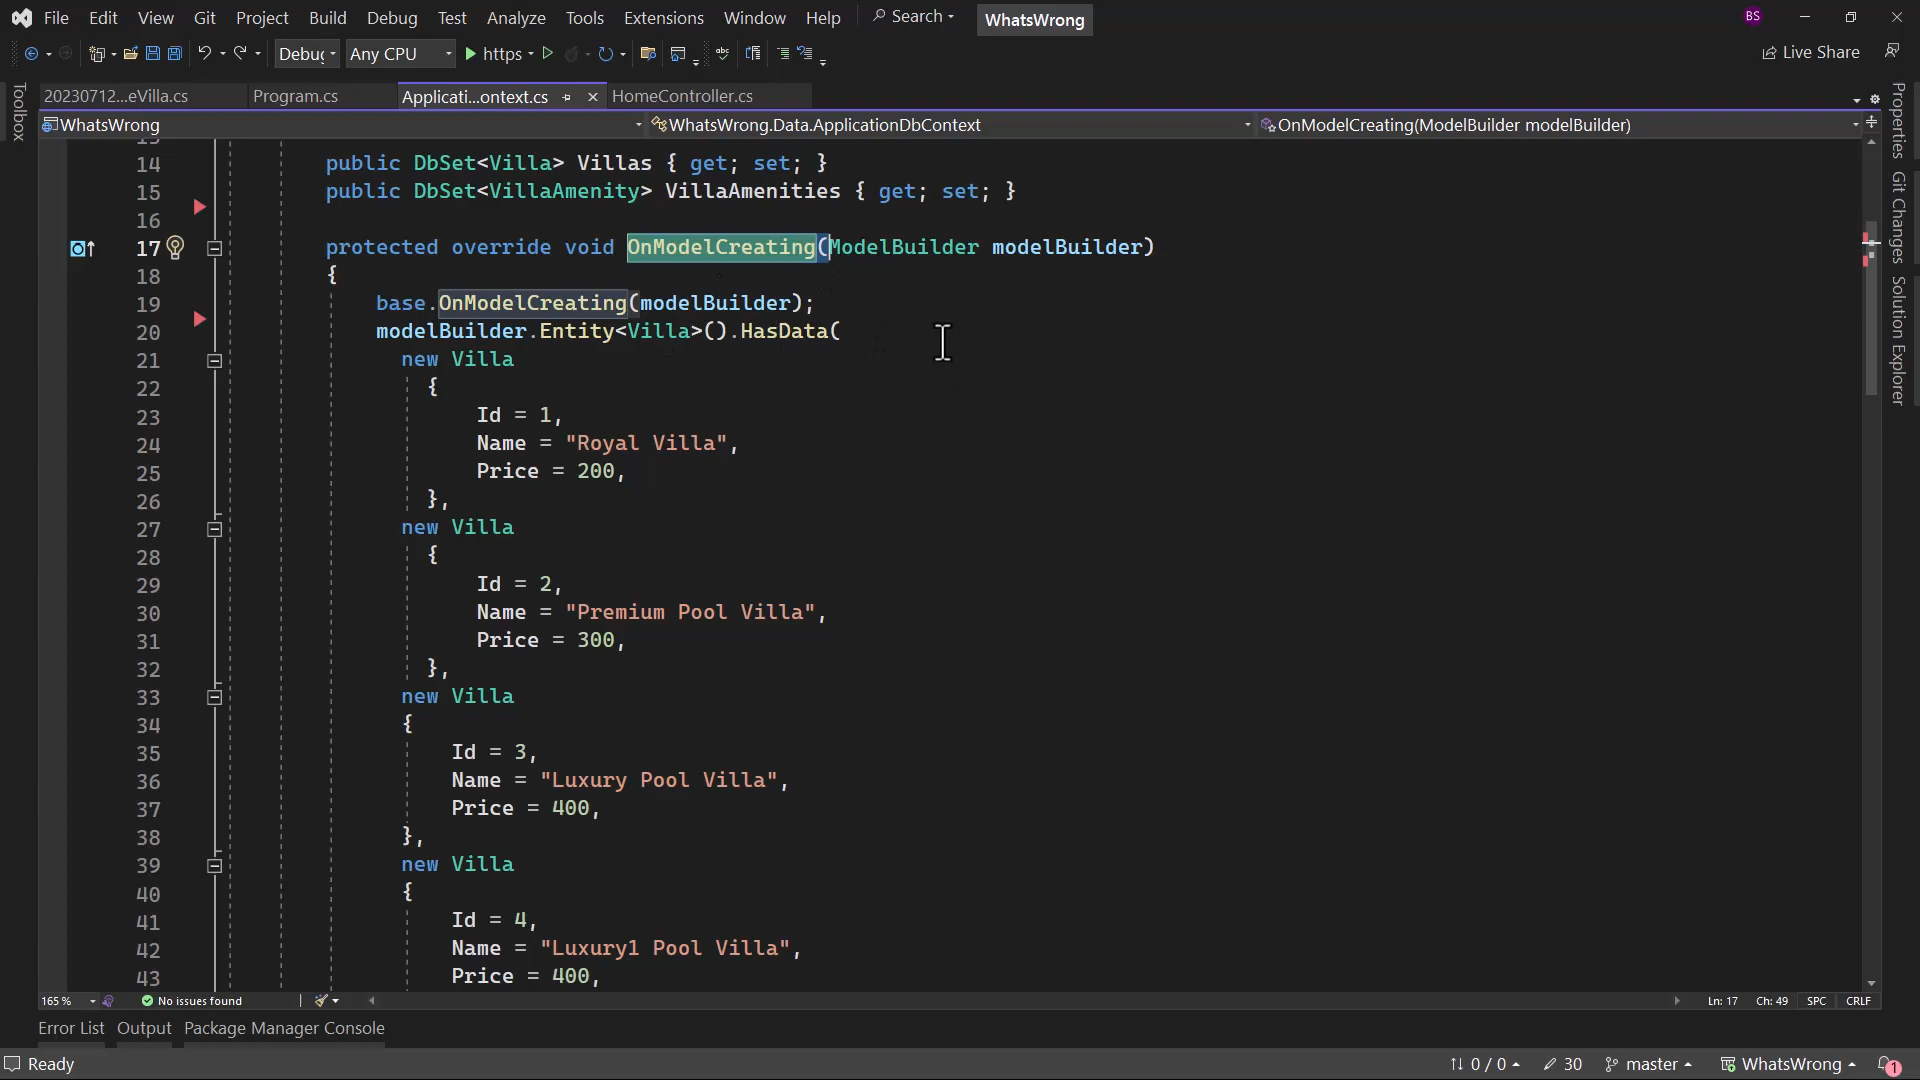 File Edit View Git Project Build Debug Test Analyze Tools Extensions Window Help Search WhatsWrong BS
Debug Any CPU https Live Share
20230712...eVilla.cs Program.cs Applicati...ontext.cs HomeController.cs
WhatsWrong WhatsWrong.Data.ApplicationDbContext OnModelCreating(ModelBuilder modelBuilder)
Toolbox
Properties
Git Changes
Solution Explorer
14 public DbSet<Villa> Villas { get; set; }
15 public DbSet<VillaAmenity> VillaAmenities { get; set; }
16
17 protected override void OnModelCreating(ModelBuilder modelBuilder)
18 {
19 base.OnModelCreating(modelBuilder);
20 modelBuilder.Entity<Villa>().HasData(
21 new Villa
22 {
23 Id = 1,
24 Name = "Royal Villa",
25 Price = 200,
26 },
27 new Villa
28 {
29 Id = 2,
30 Name = "Premium Pool Villa",
31 Price = 300,
32 },
33 new Villa
34 {
35 Id = 3,
36 Name = "Luxury Pool Villa",
37 Price = 400,
38 },
39 new Villa
40 {
41 Id = 4,
42 Name = "Luxury1 Pool Villa",
43 Price = 400,
165 % No issues found Ln: 17 Ch: 49 SPC CRLF
Error List Output Package Manager Console
Ready 0 / 0 30 master WhatsWrong 1